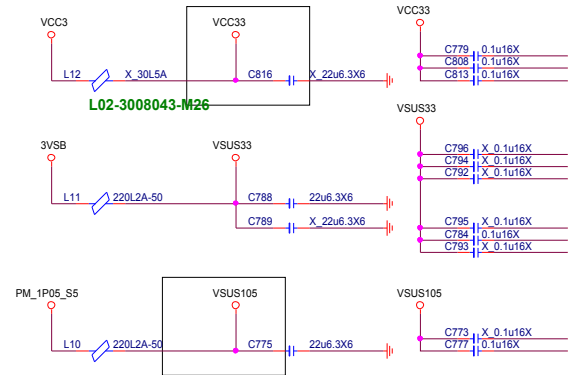 VCC3 VCC33 VCC33
C779 0.1u16X
C808 0.1u16X
L12 X_30L5A C816 X_22u6.3X6 C813 0.1u16X
L02-3008043-M26
VSUS33
3VSB VSUS33
C796 X_0.1u16X
C794 X_0.1u16X
C792 X_0.1u16X
L11 220L2A-50 C788 22u6.3X6
C789 X_22u6.3X6 C795 X_0.1u16X
C784 0.1u16X
C793 X_0.1u16X
PM_1P05_S5 VSUS105 VSUS105
C773 X_0.1u16X
L10 220L2A-50 C775 22u6.3X6 C777 0.1u16X